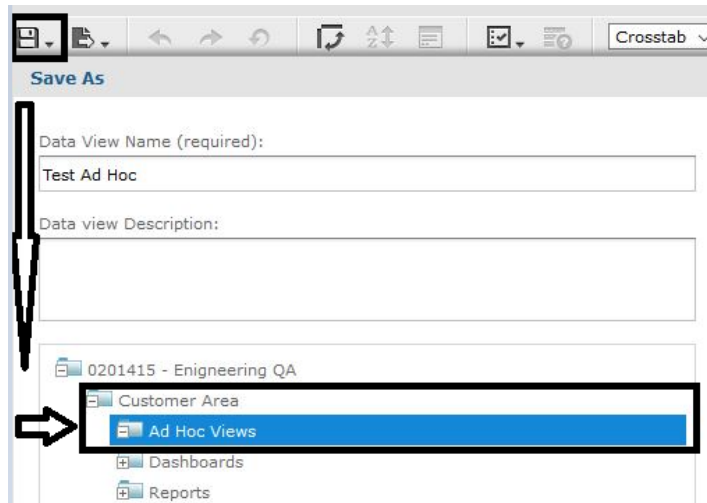 Crosstab
Save As
Data View Name (required):
Test Ad Hoc
Data view Description:
0201415 - Enigneering QA
Customer Area
Ad Hoc Views
Dashboards
Reports